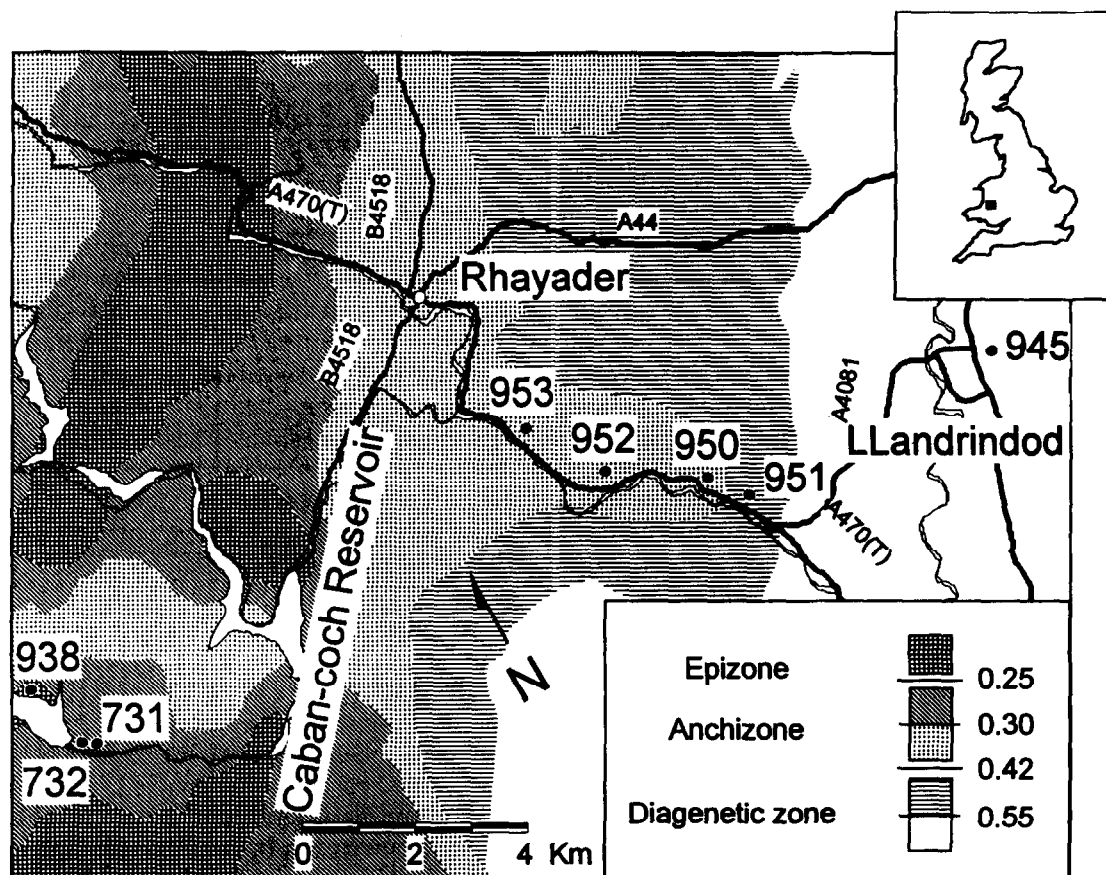 A470(T)
B4518
A44
Rhayader
B4518
945
A4081
953
952
950
951
LLandrindod
A470(T)
Caban-coch Reservoir
N
938
731
732
0 2 4 Km
Epizone
0.25
Anchizone
0.30
0.42
Diagenetic zone
0.55